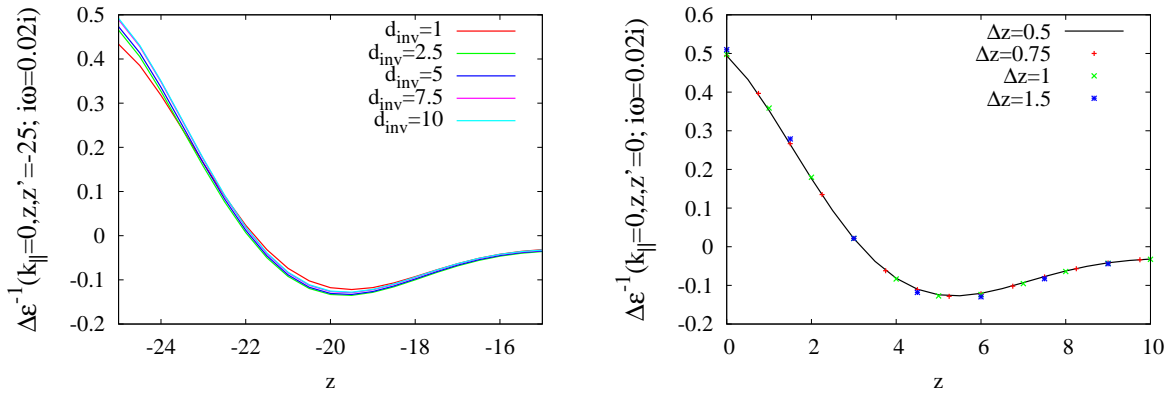 Δε⁻¹(k||=0,z,z'=-25; iω=0.02i)
0.5
0.4
0.3
0.2
0.1
0
-0.1
-0.2
-24
-22
-20
-18
-16
z
d_inv=1
d_inv=2.5
d_inv=5
d_inv=7.5
d_inv=10
Δε⁻¹(k||=0,z,z'=0; iω=0.02i)
0.6
0.5
0.4
0.3
0.2
0.1
0
-0.1
-0.2
0
2
4
6
8
10
z
Δz=0.5
Δz=0.75
Δz=1
Δz=1.5